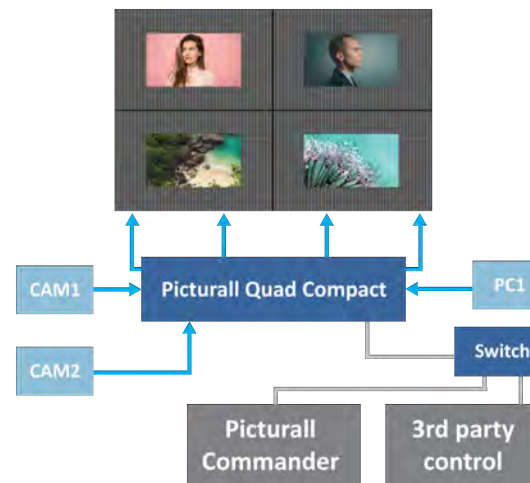 CAM1
Picturall Quad Compact
PC1
CAM2
Switch
Picturall
Commander
3rd party
control